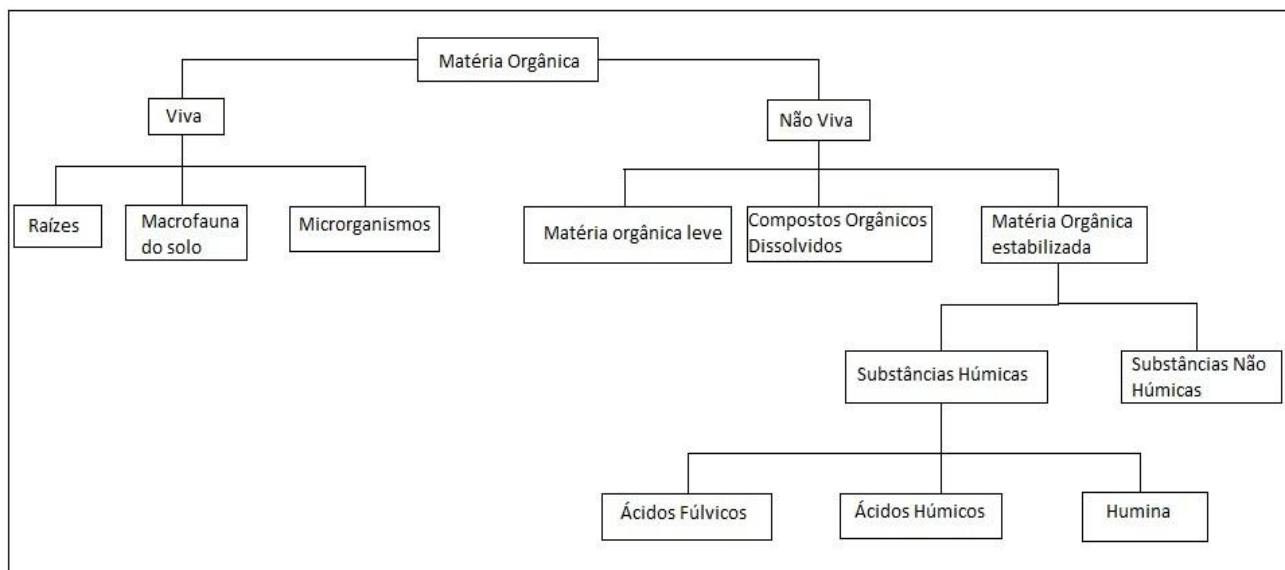 Matéria Orgânica
Viva
Não Viva
Raízes
Macrofauna
do solo
Microrganismos
Matéria orgânica leve
Compostos Orgânicos
Dissolvidos
Matéria Orgânica
estabilizada
Substâncias Húmicas
Substâncias Não
Húmicas
Ácidos Fúlvicos
Ácidos Húmicos
Humina